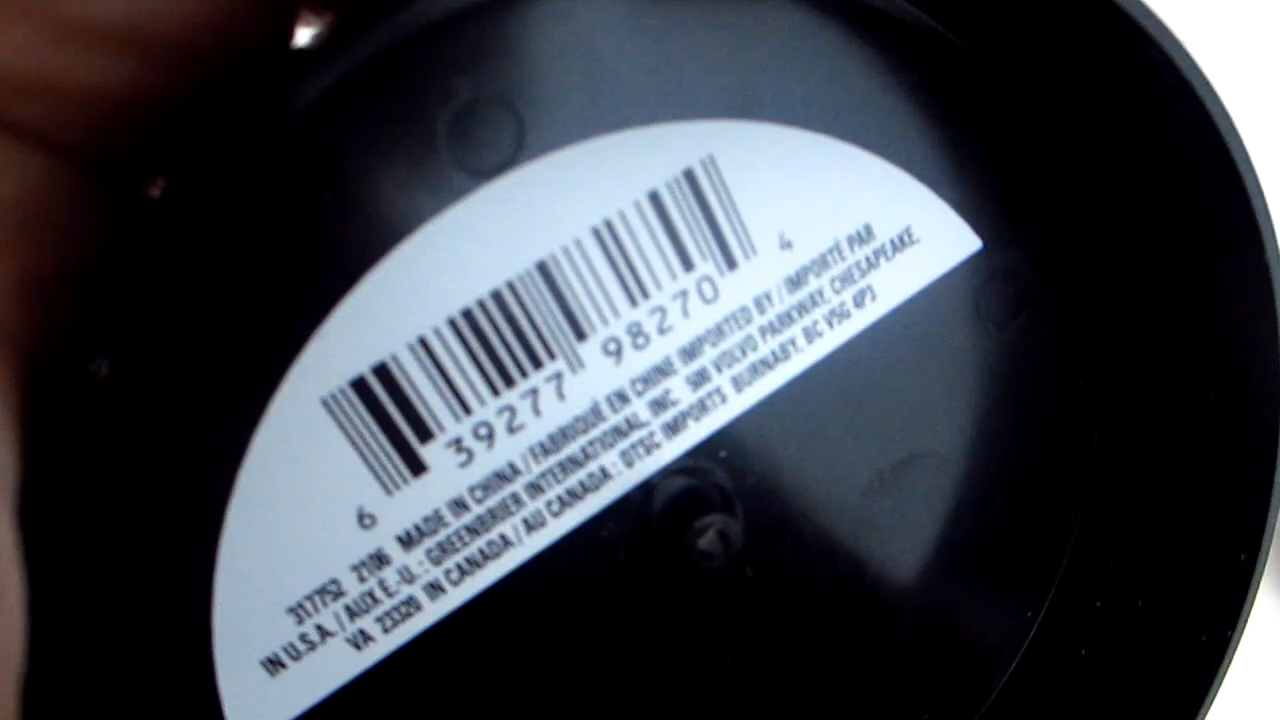 6 39277 98270 4
317752 2106 MADE IN CHINA / FABRIQUÉ EN CHINE IMPORTED BY / IMPORTÉ PAR
IN U.S.A. / AUX É.-U. : GREENBRIER INTERNATIONAL, INC. 500 VOLVO PARKWAY, CHESAPEAKE,
VA 23320 IN CANADA / AU CANADA : DTSC IMPORTS BURNABY, BC V5G 4P3